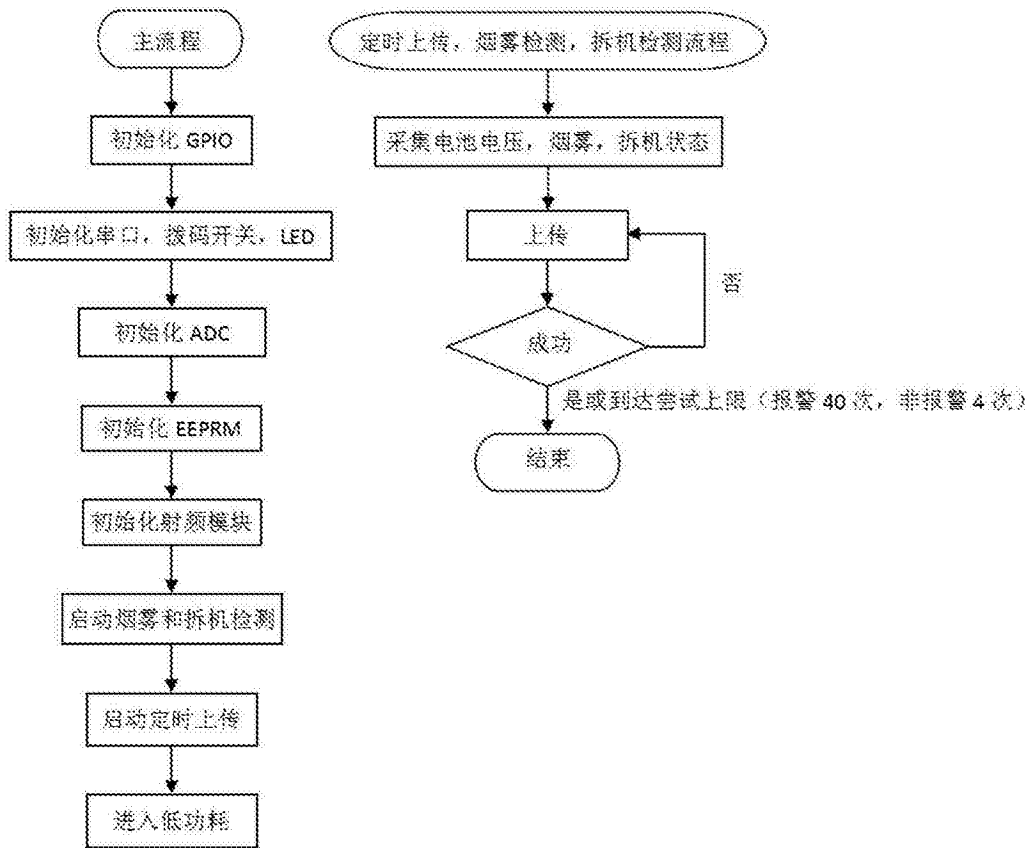 主流程
初始化 GPIO
初始化串口，拨码开关，LED
初始化 ADC
初始化 EEPRM
初始化射频模块
启动烟雾和拆机检测
启动定时上传
进入低功耗
定时上传，烟雾检测，拆机检测流程
采集电池电压，烟雾，拆机状态
上传
否
成功
是或到达尝试上限（报警 40 次，非报警 4 次）
结束